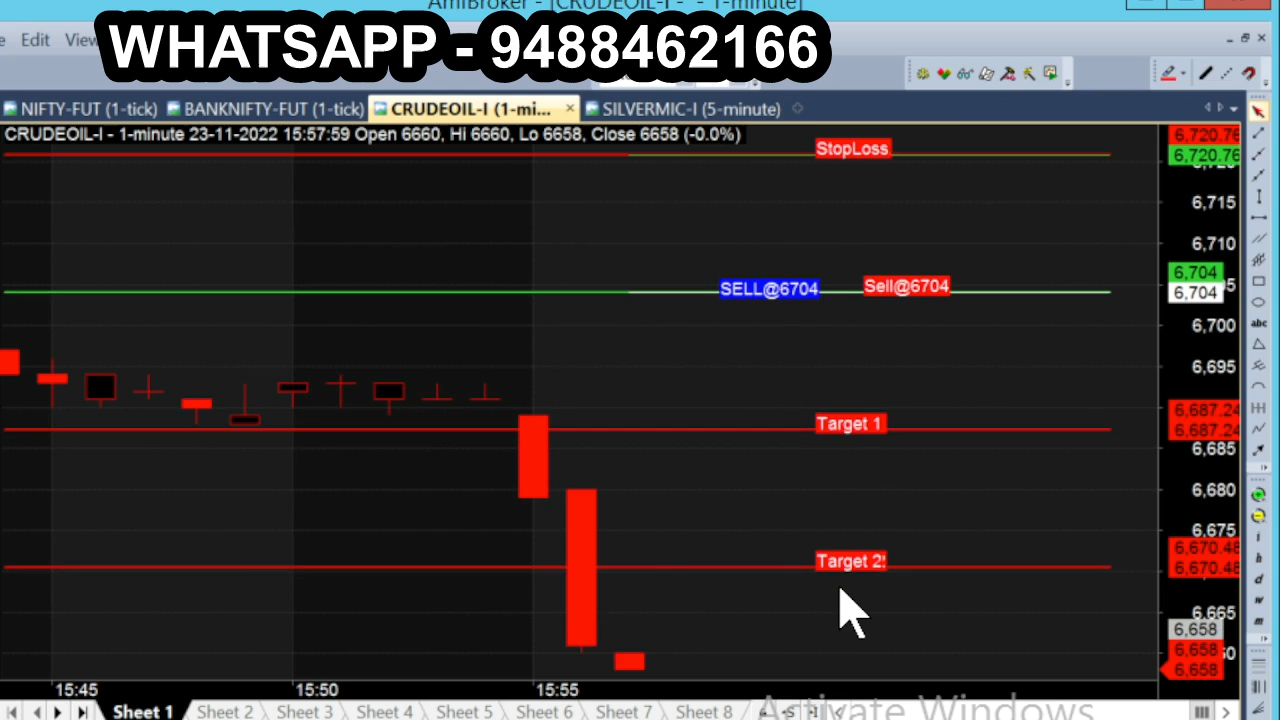 AmiBroker - [CRUDEOIL-I - - 1-minute]
Edit View
WHATSAPP - 9488462166
NIFTY-FUT (1-tick) BANKNIFTY-FUT (1-tick) CRUDEOIL-I (1-mi... SILVERMIC-I (5-minute)
CRUDEOIL-I - 1-minute 23-11-2022 15:57:59 Open 6660, Hi 6660, Lo 6658, Close 6658 (-0.0%)
6,720.76
StopLoss
6,720.76
6,715
6,710
6,704
SELL@6704 Sell@6704
6,704
6,700
6,695
6,687.24
Target 1
6,687.24
6,685
6,680
6,675
6,670.48
Target 2:
6,670.48
6,665
6,658
6,658
6,658
15:45 15:50 15:55
Sheet 1 Sheet 2 Sheet 3 Sheet 4 Sheet 5 Sheet 6 Sheet 7 Sheet 8
Activate Windows